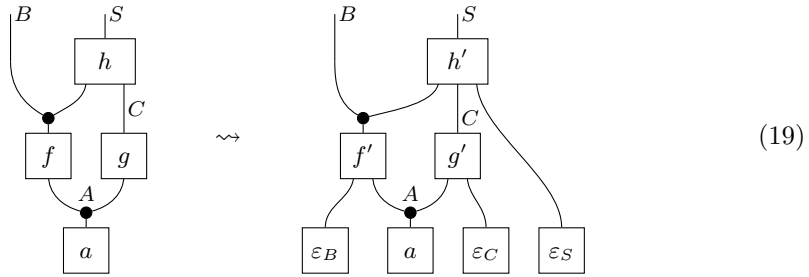 B S B S
h h′
C C
f g ⇝ f′ g′ (19)
A A
a ε_B a ε_C ε_S